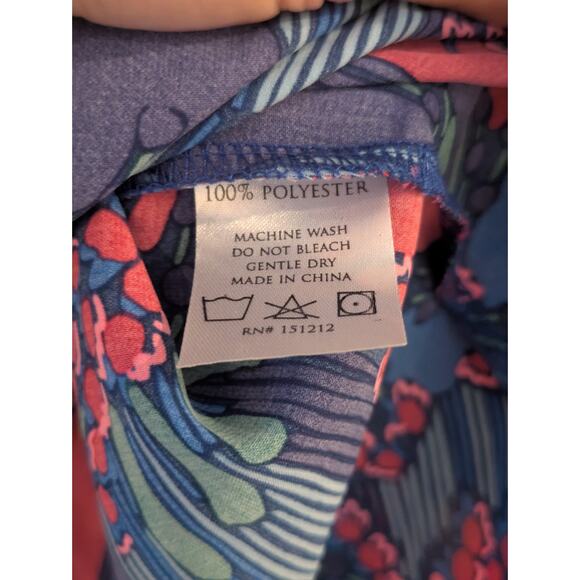 100% POLYESTER
MACHINE WASH
DO NOT BLEACH
GENTLE DRY
MADE IN CHINA
RN# 151212